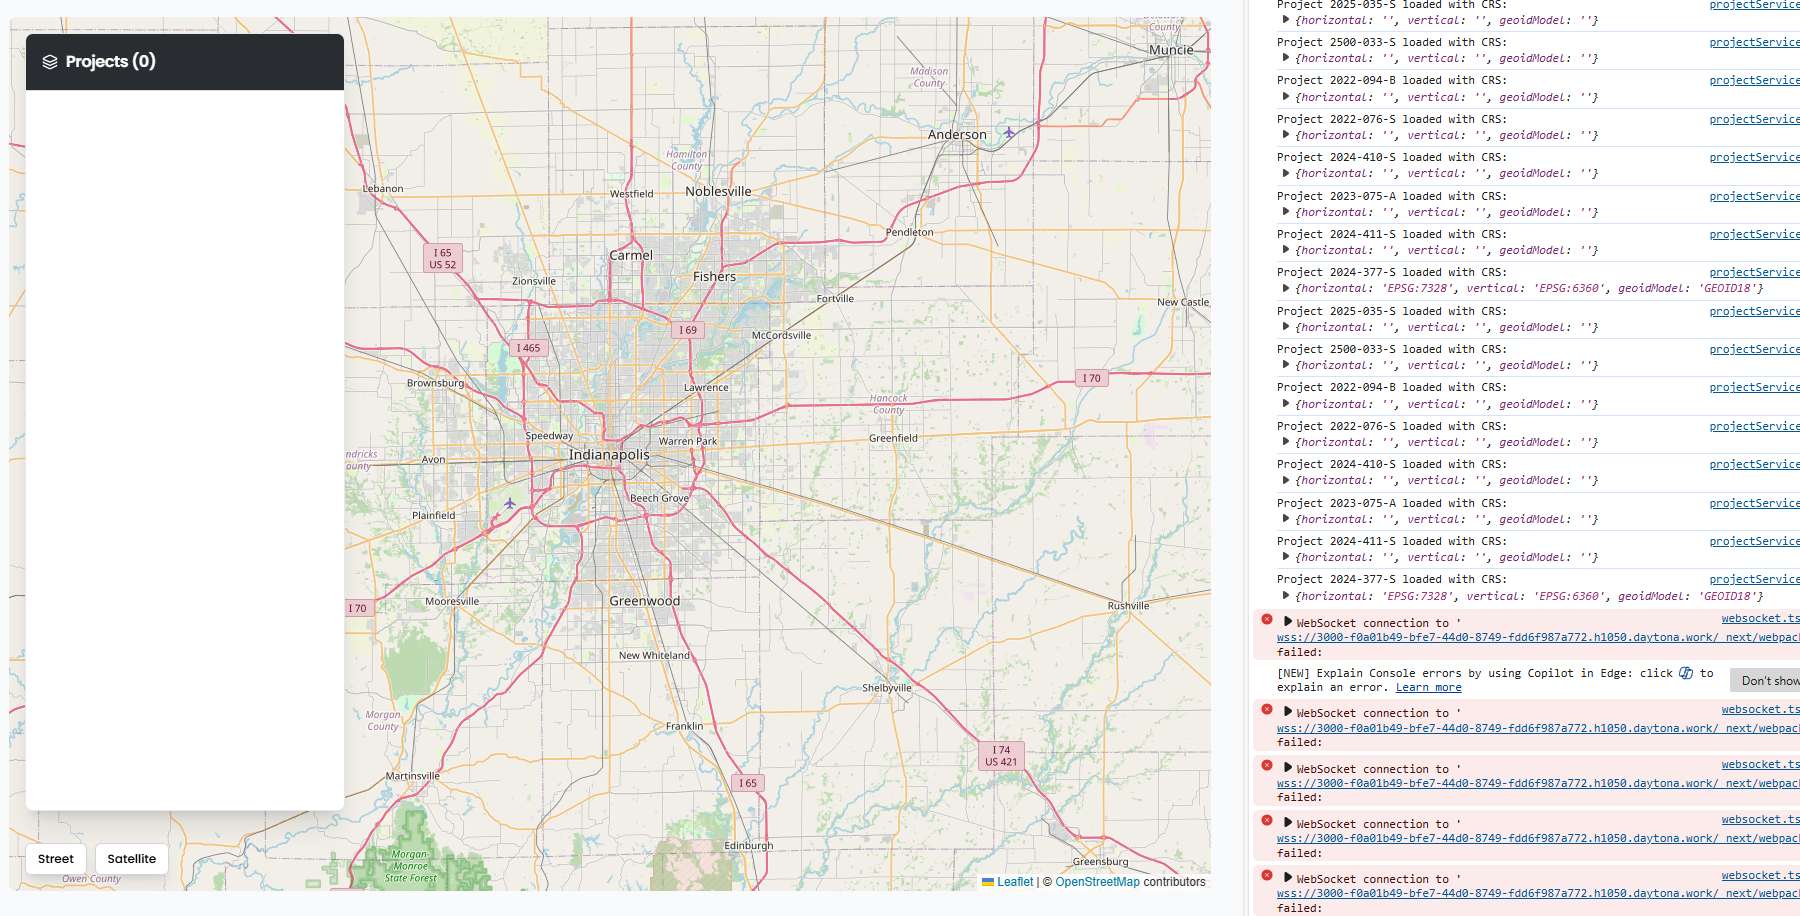 Projects (0)
Muncie
Madison
County
Anderson
Hamilton
County
Lebanon
Westfield
Noblesville
Pendleton
I 65
US 52
Carmel
Zionsville
Fishers
Fortville
New Castle
I 69
McCordsville
I 465
I 70
Brownsburg
Lawrence
Hancock
County
Speedway
Warren Park
Greenfield
Indianapolis
ndricks
ounty
Avon
Beech Grove
Plainfield
I 70
Mooresville
Greenwood
Rushville
New Whiteland
Shelbyville
Morgan
County
Franklin
I 74
US 421
Martinsville
I 65
Edinburgh
Greensburg
Morgan-
Monroe
State Forest
Owen County
Street
Satellite
Leaflet | © OpenStreetMap contributors
Project 2025-035-S loaded with CRS: projectService
{horizontal: '', vertical: '', geoidModel: ''}
Project 2500-033-S loaded with CRS: projectService
{horizontal: '', vertical: '', geoidModel: ''}
Project 2022-094-B loaded with CRS: projectService
{horizontal: '', vertical: '', geoidModel: ''}
Project 2022-076-S loaded with CRS: projectService
{horizontal: '', vertical: '', geoidModel: ''}
Project 2024-410-S loaded with CRS: projectService
{horizontal: '', vertical: '', geoidModel: ''}
Project 2023-075-A loaded with CRS: projectService
{horizontal: '', vertical: '', geoidModel: ''}
Project 2024-411-S loaded with CRS: projectService
{horizontal: '', vertical: '', geoidModel: ''}
Project 2024-377-S loaded with CRS: projectService
{horizontal: 'EPSG:7328', vertical: 'EPSG:6360', geoidModel: 'GEOID18'}
Project 2025-035-S loaded with CRS: projectService
{horizontal: '', vertical: '', geoidModel: ''}
Project 2500-033-S loaded with CRS: projectService
{horizontal: '', vertical: '', geoidModel: ''}
Project 2022-094-B loaded with CRS: projectService
{horizontal: '', vertical: '', geoidModel: ''}
Project 2022-076-S loaded with CRS: projectService
{horizontal: '', vertical: '', geoidModel: ''}
Project 2024-410-S loaded with CRS: projectService
{horizontal: '', vertical: '', geoidModel: ''}
Project 2023-075-A loaded with CRS: projectService
{horizontal: '', vertical: '', geoidModel: ''}
Project 2024-411-S loaded with CRS: projectService
{horizontal: '', vertical: '', geoidModel: ''}
Project 2024-377-S loaded with CRS: projectService
{horizontal: 'EPSG:7328', vertical: 'EPSG:6360', geoidModel: 'GEOID18'}
WebSocket connection to ' websocket.ts
wss://3000-f0a01b49-bfe7-44d0-8749-fdd6f987a772.h1050.daytona.work/_next/webpac
failed:
[NEW] Explain Console errors by using Copilot in Edge: click to
explain an error. Learn more
Don't show
WebSocket connection to ' websocket.ts
wss://3000-f0a01b49-bfe7-44d0-8749-fdd6f987a772.h1050.daytona.work/_next/webpac
failed:
WebSocket connection to ' websocket.ts
wss://3000-f0a01b49-bfe7-44d0-8749-fdd6f987a772.h1050.daytona.work/_next/webpac
failed:
WebSocket connection to ' websocket.ts
wss://3000-f0a01b49-bfe7-44d0-8749-fdd6f987a772.h1050.daytona.work/_next/webpac
failed:
WebSocket connection to ' websocket.ts
wss://3000-f0a01b49-bfe7-44d0-8749-fdd6f987a772.h1050.daytona.work/_next/webpac
failed: